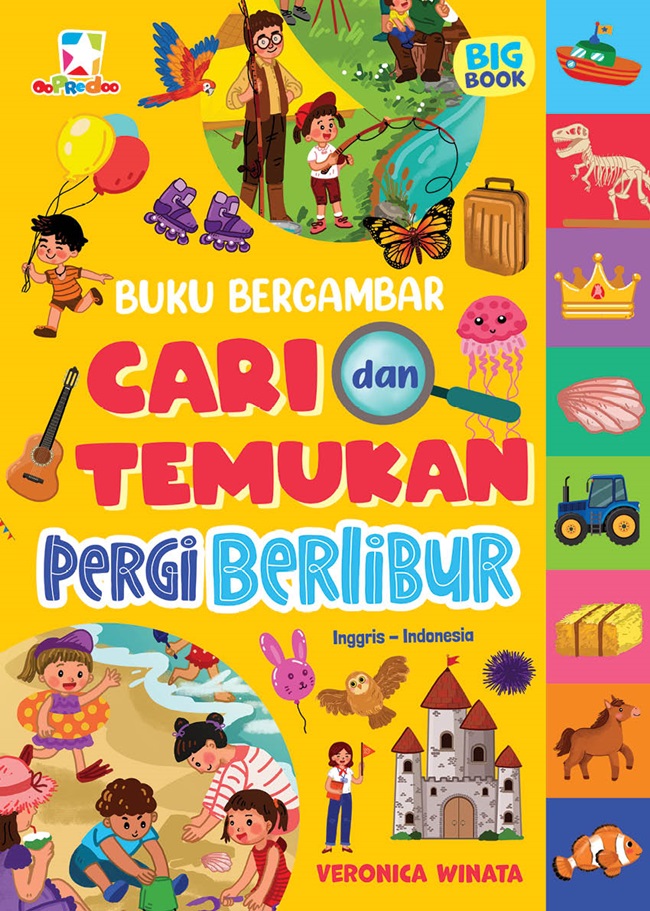 OoPRedoo
BIG
BOOK
BUKU BERGAMBAR
CARI dan
TEMUKAN
PERGI BERLIBUR
Inggris – Indonesia
VERONICA WINATA